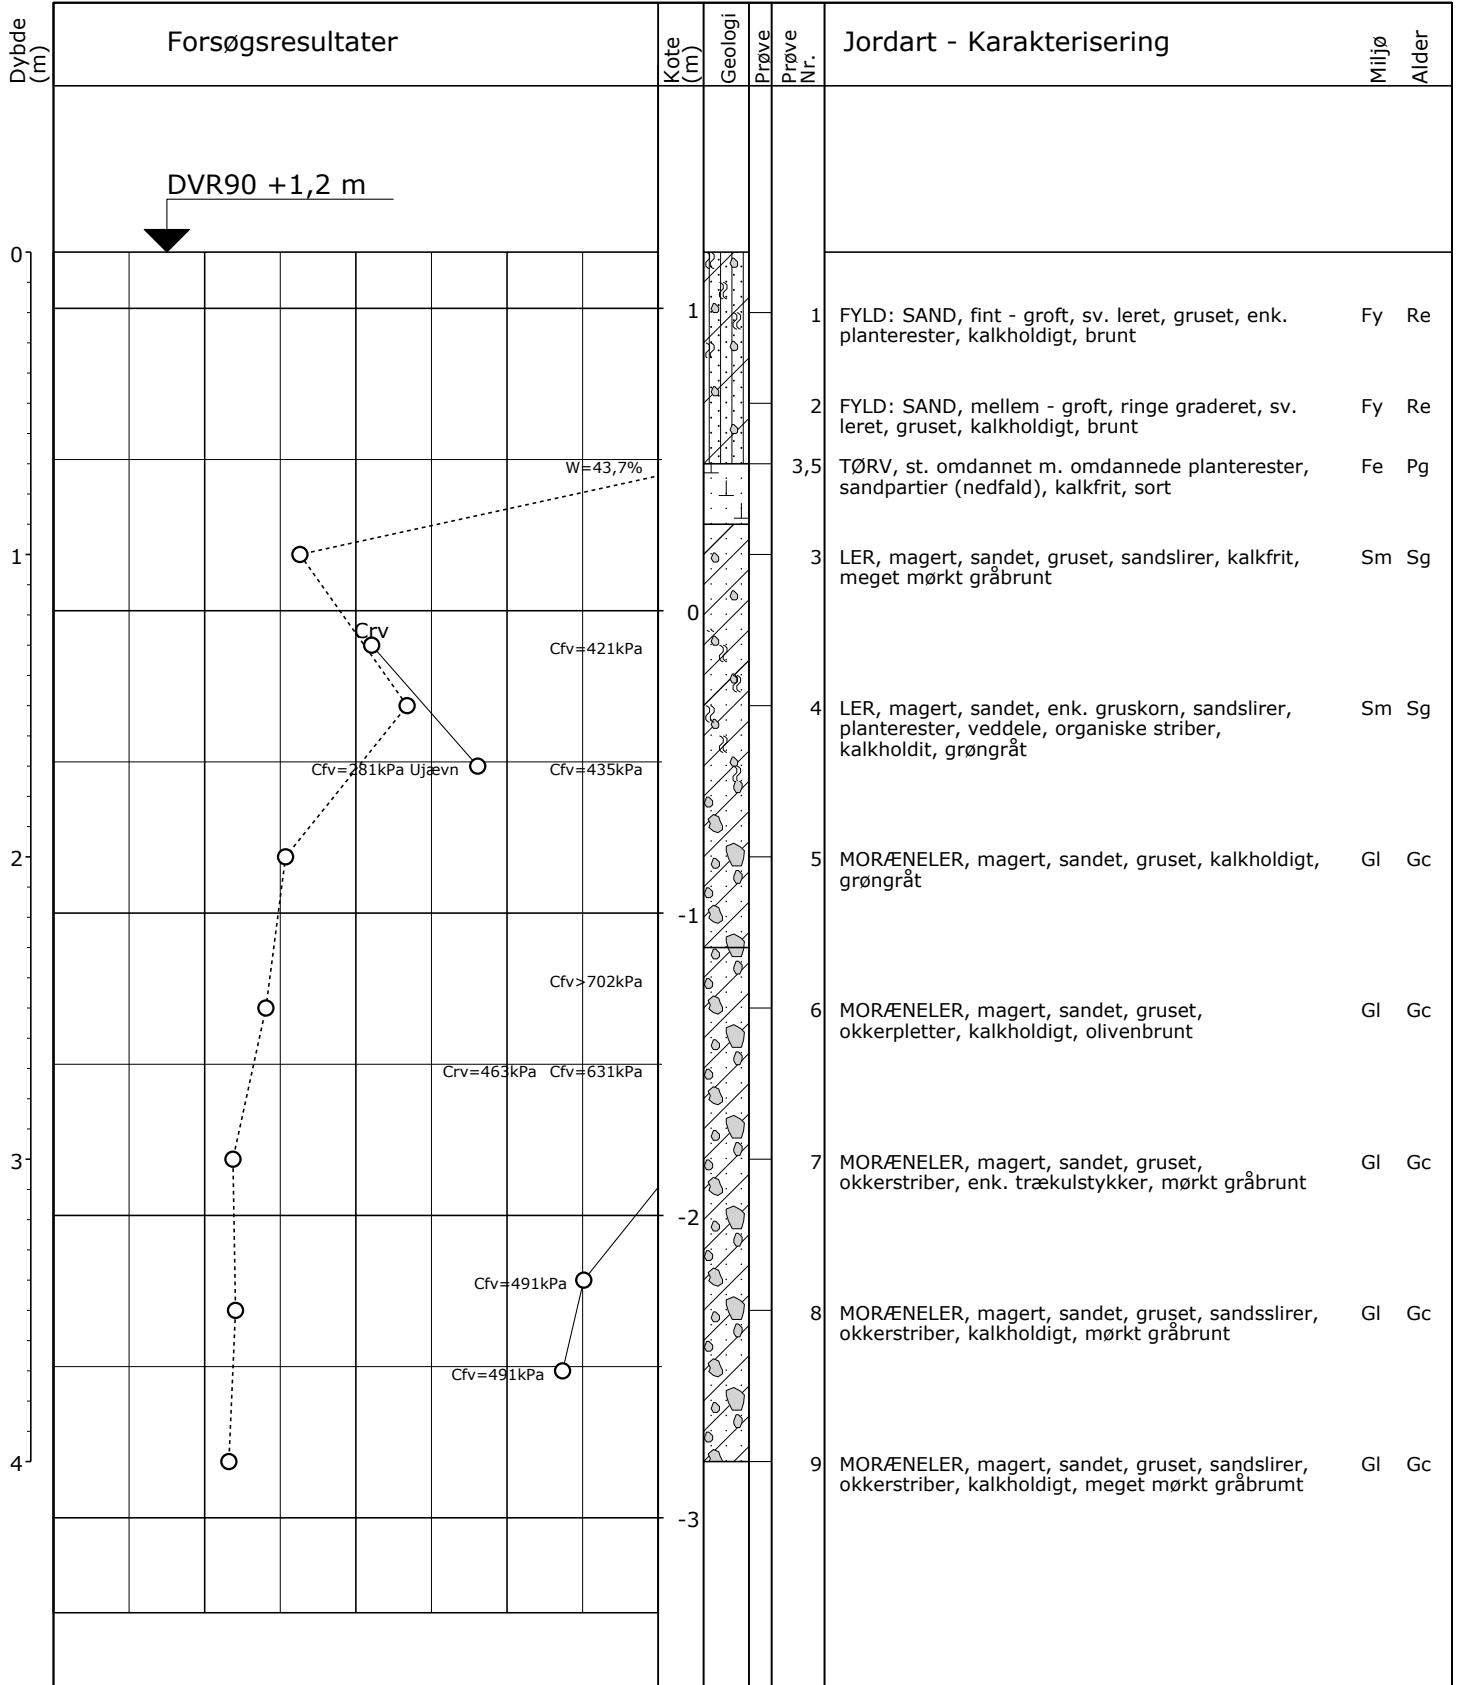 Dybde
(m)
Forsøgsresultater
Kote
(m)
Geologi
Prøve
Prøve
Nr.
Jordart - Karakterisering
Miljø
Alder
DVR90 +1,2 m
0
1
1
FYLD: SAND, fint - groft, sv. leret, gruset, enk.
planterester, kalkholdigt, brunt
Fy Re
2
FYLD: SAND, mellem - groft, ringe graderet, sv.
leret, gruset, kalkholdigt, brunt
Fy Re
W=43,7%
3,5
TØRV, st. omdannet m. omdannede planterester,
sandpartier (nedfald), kalkfrit, sort
Fe Pg
1
3
LER, magert, sandet, gruset, sandslirer, kalkfrit,
meget mørkt gråbrunt
Sm Sg
0
Crv
Cfv=421kPa
4
LER, magert, sandet, enk. gruskorn, sandslirer,
planterester, veddele, organiske striber,
kalkholdit, grøngråt
Sm Sg
Cfv=281kPa Ujævn
Cfv=435kPa
2
5
MORÆNELER, magert, sandet, gruset, kalkholdigt,
grøngråt
Gl Gc
-1
Cfv>702kPa
6
MORÆNELER, magert, sandet, gruset,
okkerpletter, kalkholdigt, olivenbrunt
Gl Gc
Crv=463kPa Cfv=631kPa
3
7
MORÆNELER, magert, sandet, gruset,
okkerstriber, enk. trækulstykker, mørkt gråbrunt
Gl Gc
-2
Cfv=491kPa
8
MORÆNELER, magert, sandet, gruset, sandsslirer,
okkerstriber, kalkholdigt, mørkt gråbrunt
Gl Gc
Cfv=491kPa
4
9
MORÆNELER, magert, sandet, gruset, sandslirer,
okkerstriber, kalkholdigt, meget mørkt gråbrumt
Gl Gc
-3